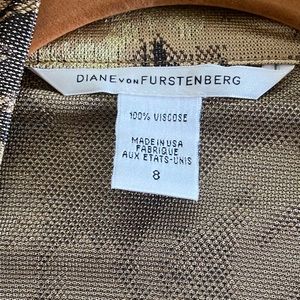 DIANE VON FURSTENBERG
100% VISCOSE
MADE IN USA
FABRIQUE
AUX ETATS-UNIS
8